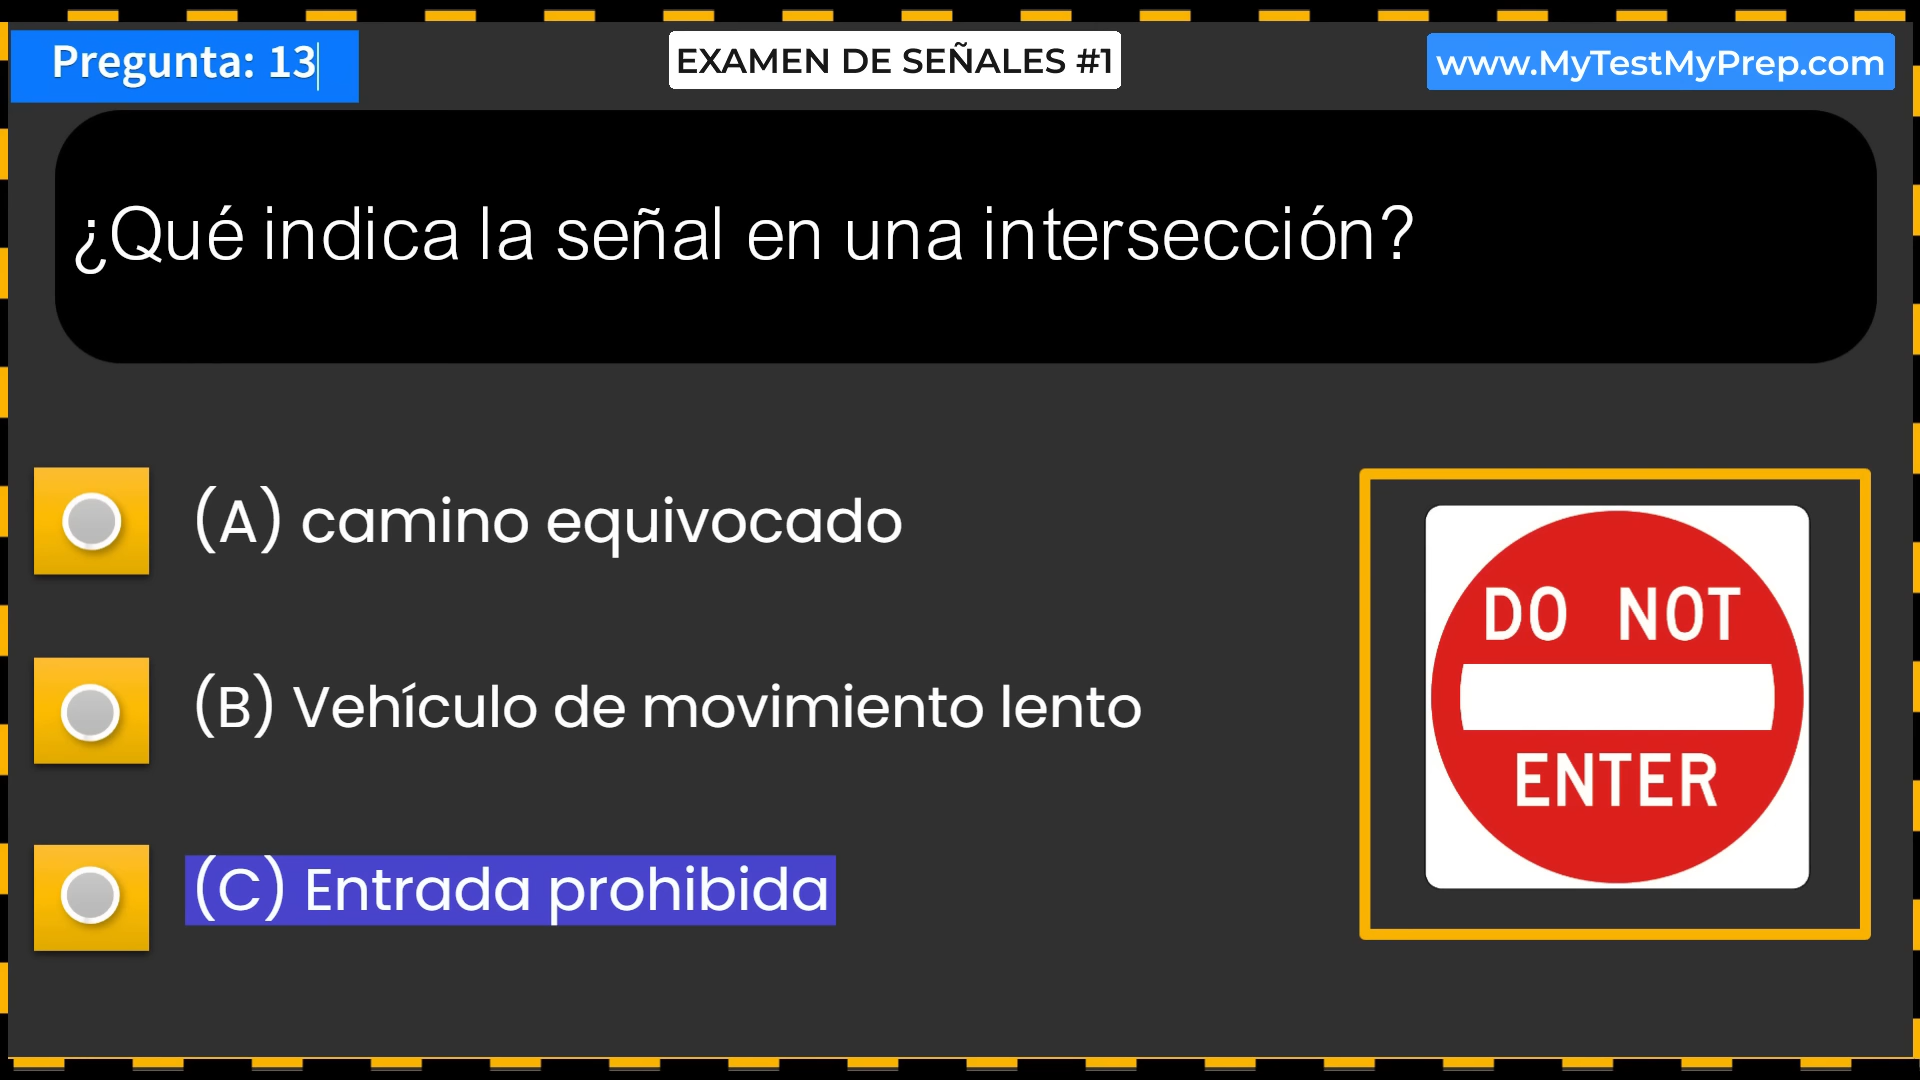 Pregunta: 13
EXAMEN DE SEÑALES #1
www.MyTestMyPrep.com
¿Qué indica la señal en una intersección?
(A) camino equivocado
(B) Vehículo de movimiento lento
(C) Entrada prohibida
DO NOT
ENTER